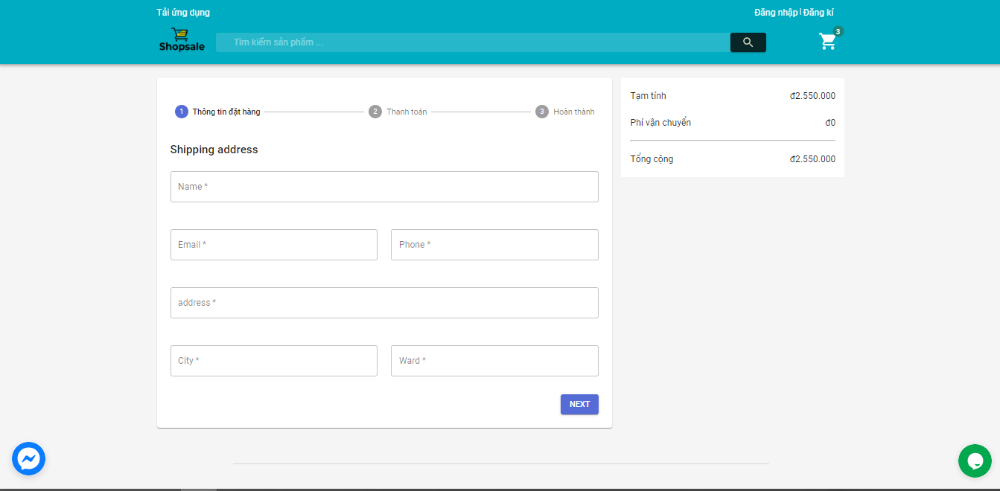 Tải ứng dụng
Đăng nhập | Đăng kí
Shopsale
Tìm kiếm sản phẩm ...
3
1 Thông tin đặt hàng
2 Thanh toán
3 Hoàn thành
Shipping address
Name *
Email *
Phone *
address *
City *
Ward *
NEXT
Tạm tính đ2.550.000
Phí vận chuyển đ0
Tổng cộng đ2.550.000